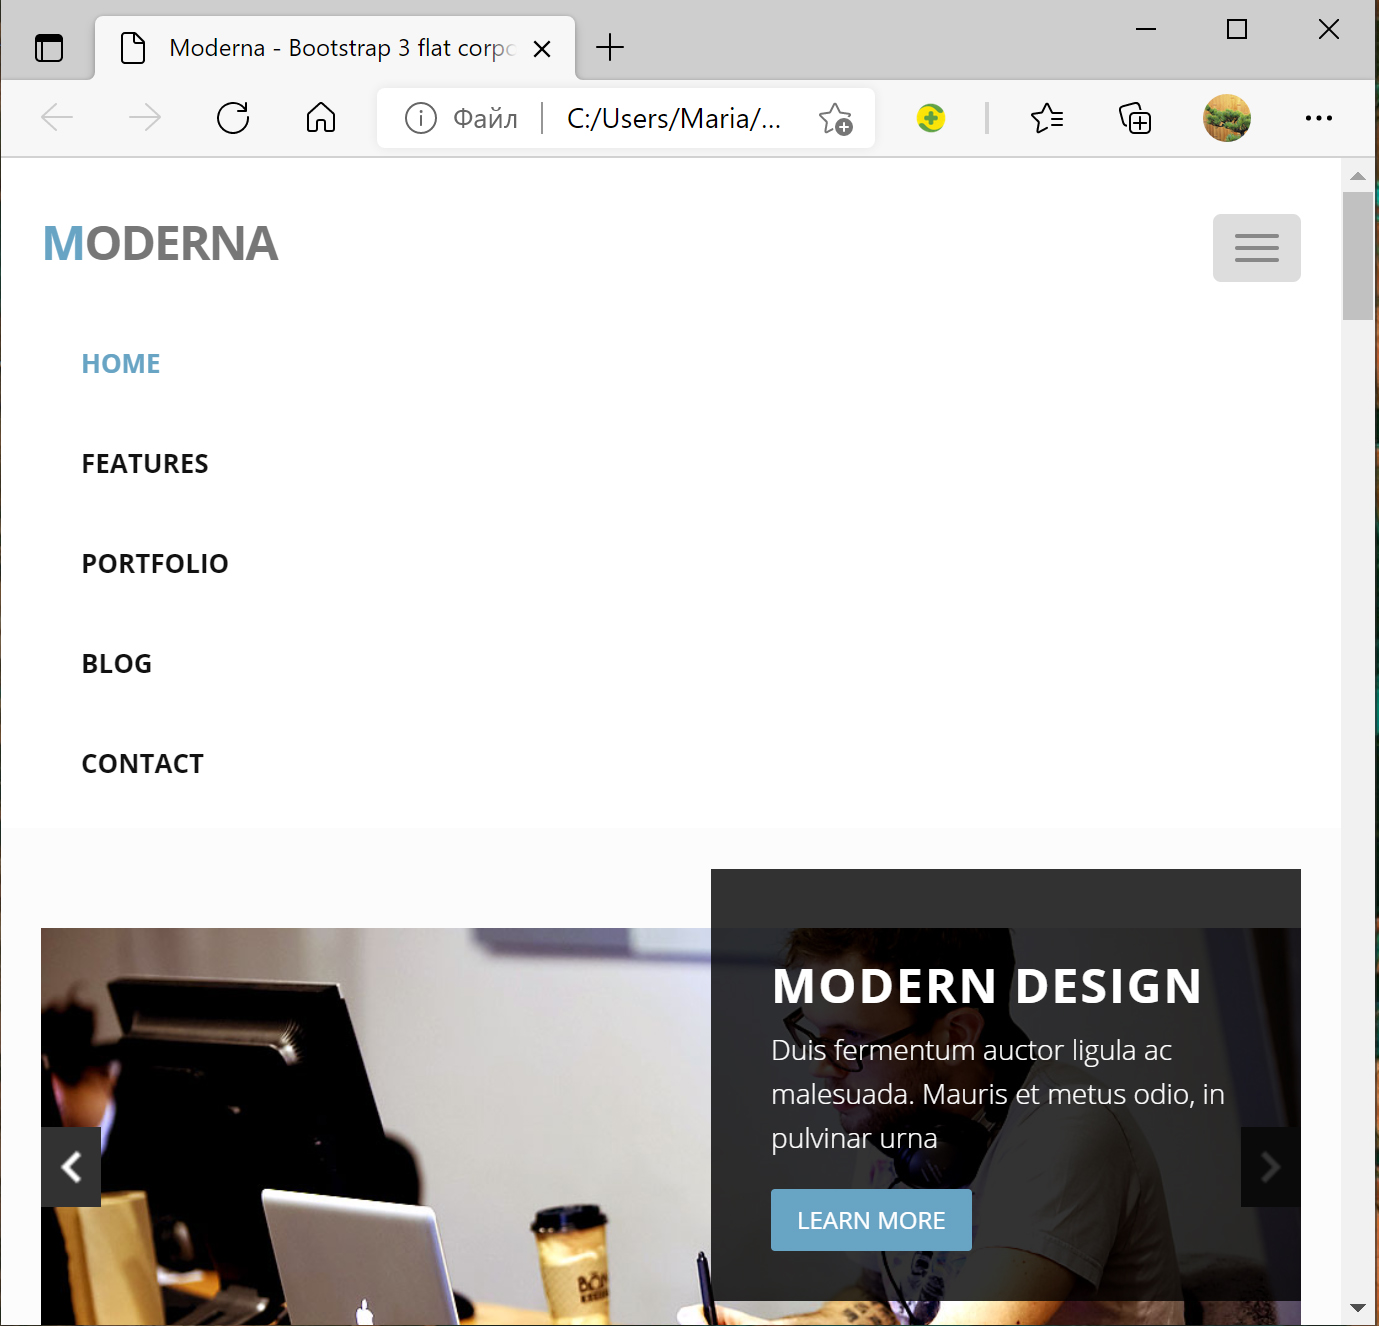 Moderna - Bootstrap 3 flat corpo
Файл
C:/Users/Maria/...
MODERNA
HOME
FEATURES
PORTFOLIO
BLOG
CONTACT
MODERN DESIGN
Duis fermentum auctor ligula ac
malesuada. Mauris et metus odio, in
pulvinar urna
LEARN MORE